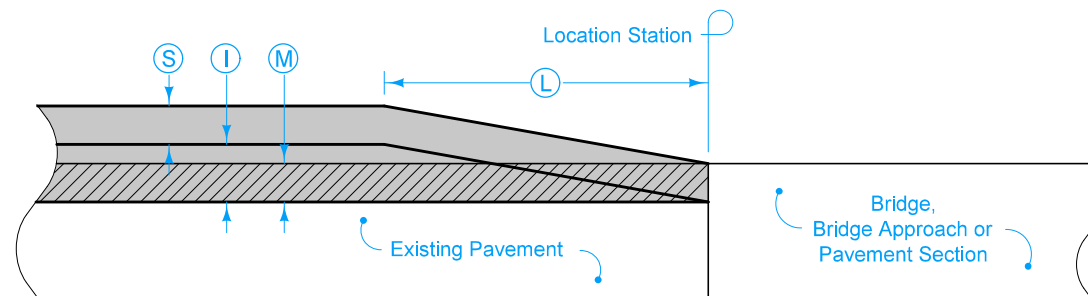 Location Station
S
I
M
L
Existing Pavement
Bridge,
Bridge Approach or
Pavement Section